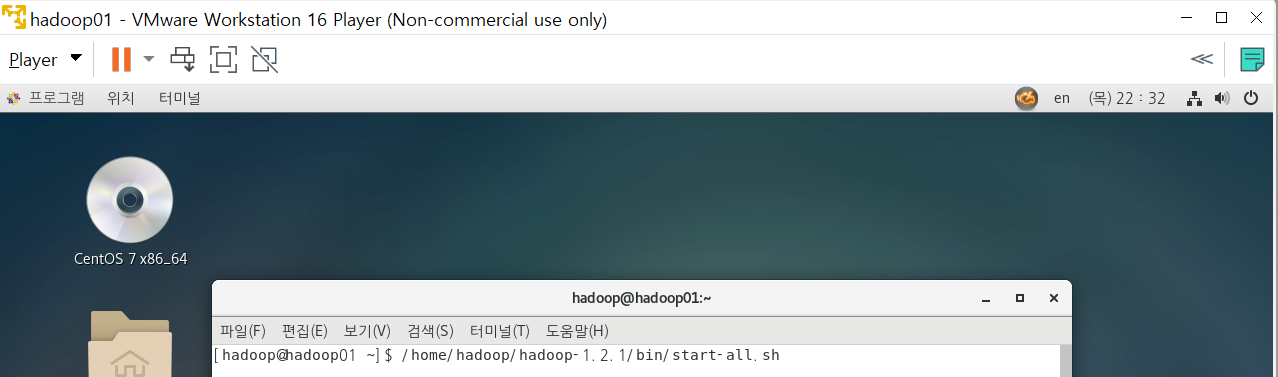 hadoop01 - VMware Workstation 16 Player (Non-commercial use only)
Player
프로그램 위치 터미널 en (목) 22 : 32
CentOS 7 x86_64
hadoop@hadoop01:~
파일(F) 편집(E) 보기(V) 검색(S) 터미널(T) 도움말(H)
[hadoop@hadoop01 ~]$ /home/hadoop/hadoop-1.2.1/bin/start-all.sh